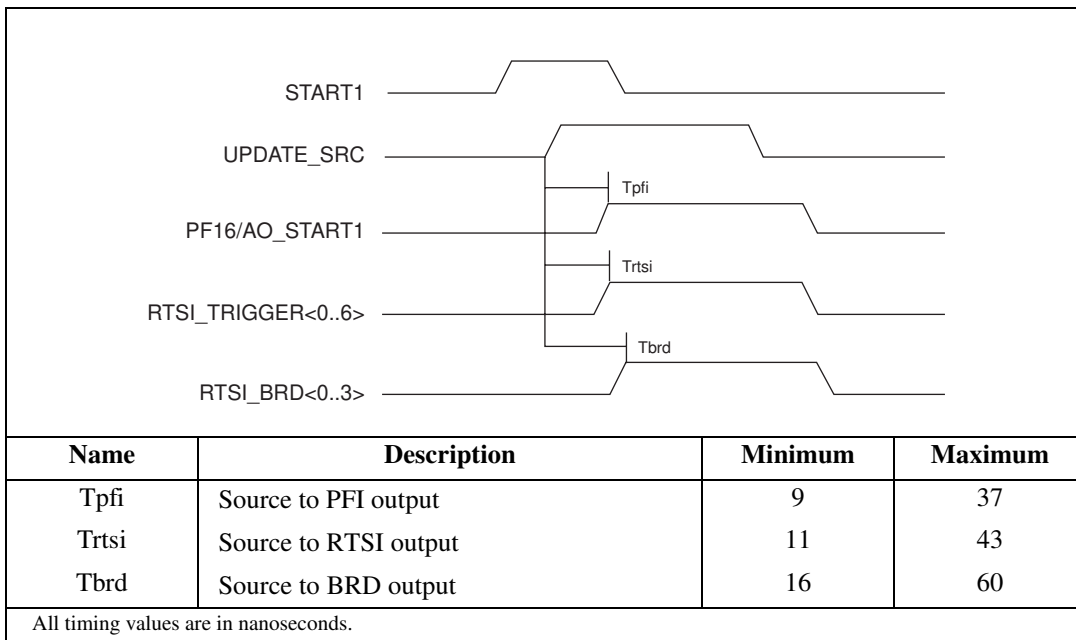 START1
UPDATE_SRC
Tpfi
PF16/AO_START1
Trtsi
RTSI_TRIGGER<0..6>
Tbrd
RTSI_BRD<0..3>
Name Description Minimum Maximum
Tpfi Source to PFI output 9 37
Trtsi Source to RTSI output 11 43
Tbrd Source to BRD output 16 60
All timing values are in nanoseconds.